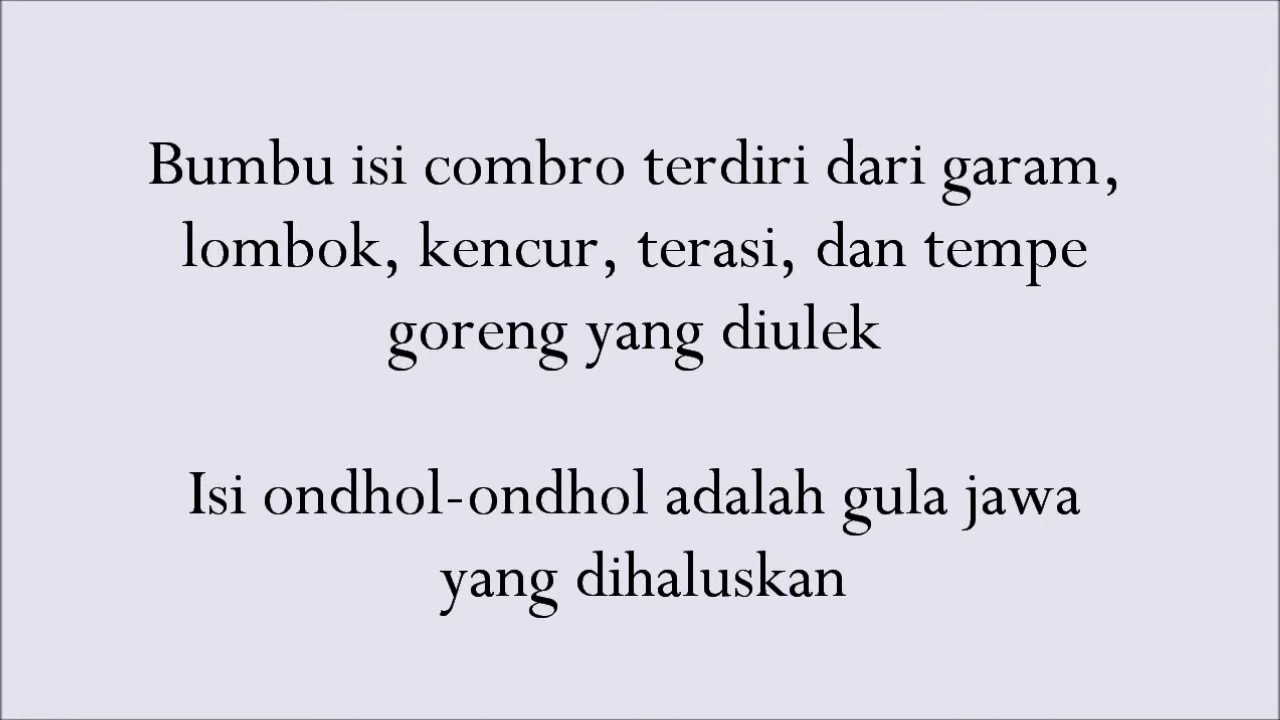 Bumbu isi combro terdiri dari garam,
lombok, kencur, terasi, dan tempe
goreng yang diulek
Isi ondhol-ondhol adalah gula jawa
yang dihaluskan